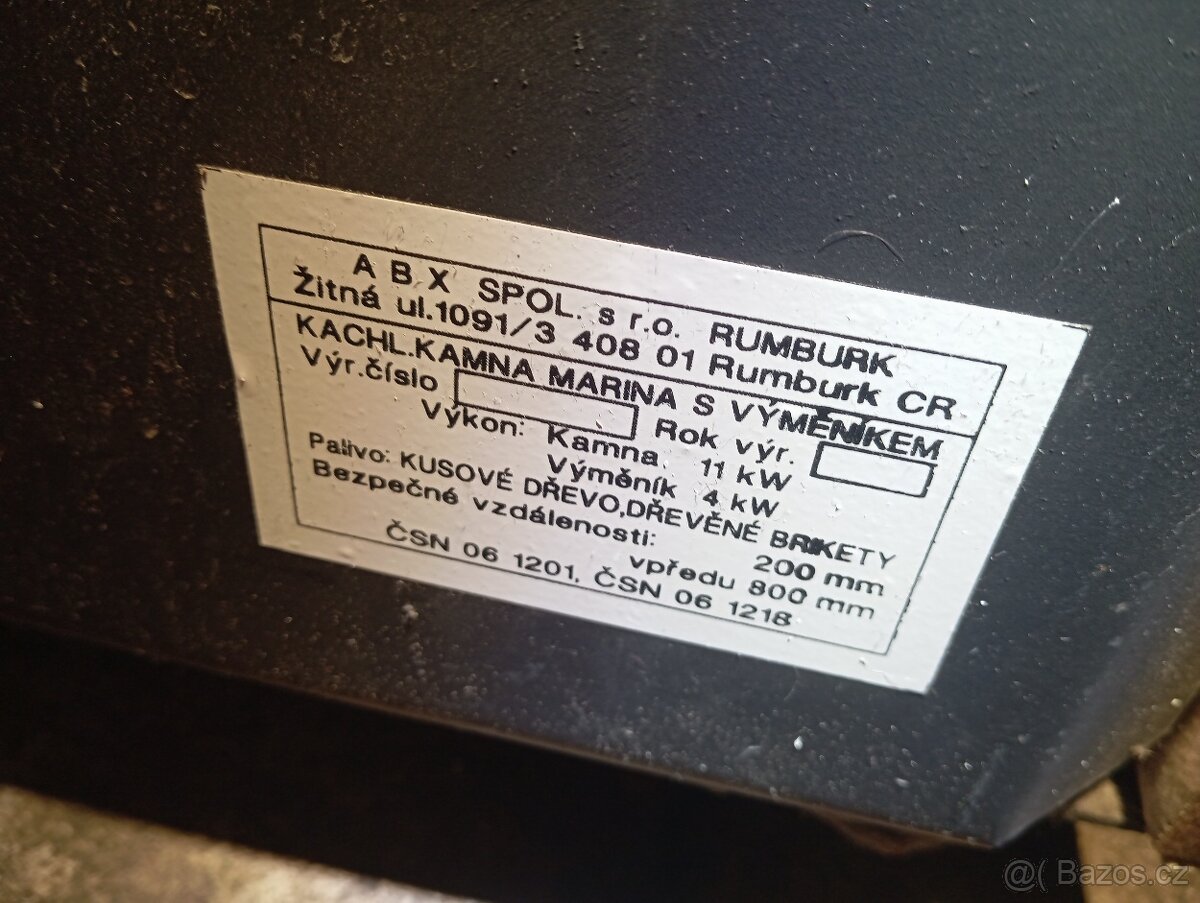 A B X SPOL. s r.o. RUMBURK
Žitná ul.1091/3 408 01 Rumburk CR
KACHL.KAMNA MARINA S VÝMĚNÍKEM
Výr.číslo Rok výr.
Výkon: Kamna 11 kW
Výměník 4 kW
Palivo: KUSOVÉ DŘEVO,DŘEVĚNÉ BRIKETY
Bezpečné vzdálenosti: 200 mm
vpředu 800 mm
ČSN 06 1201, ČSN 06 1218
@( Bazos.cz